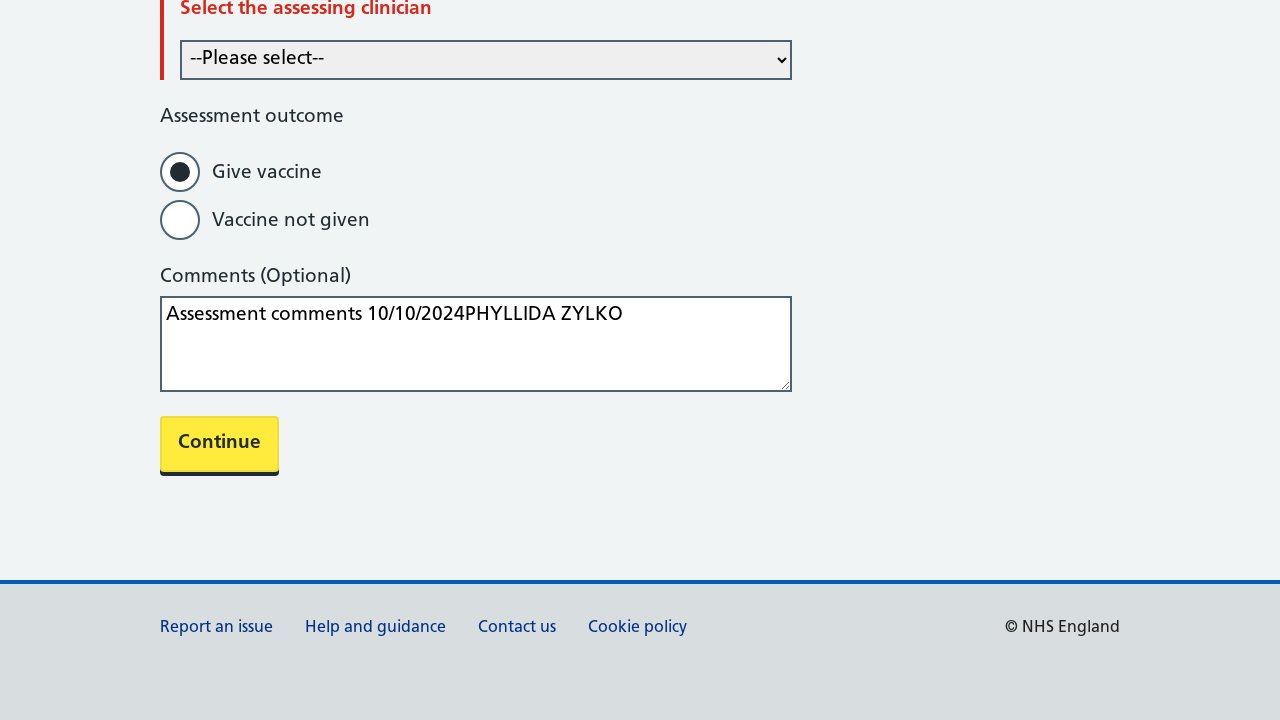 Select the assessing clinician
--Please select--
Assessment outcome
Give vaccine
Vaccine not given
Comments (Optional)
Assessment comments 10/10/2024PHYLLIDA ZYLKO
Continue
Report an issue Help and guidance Contact us Cookie policy © NHS England